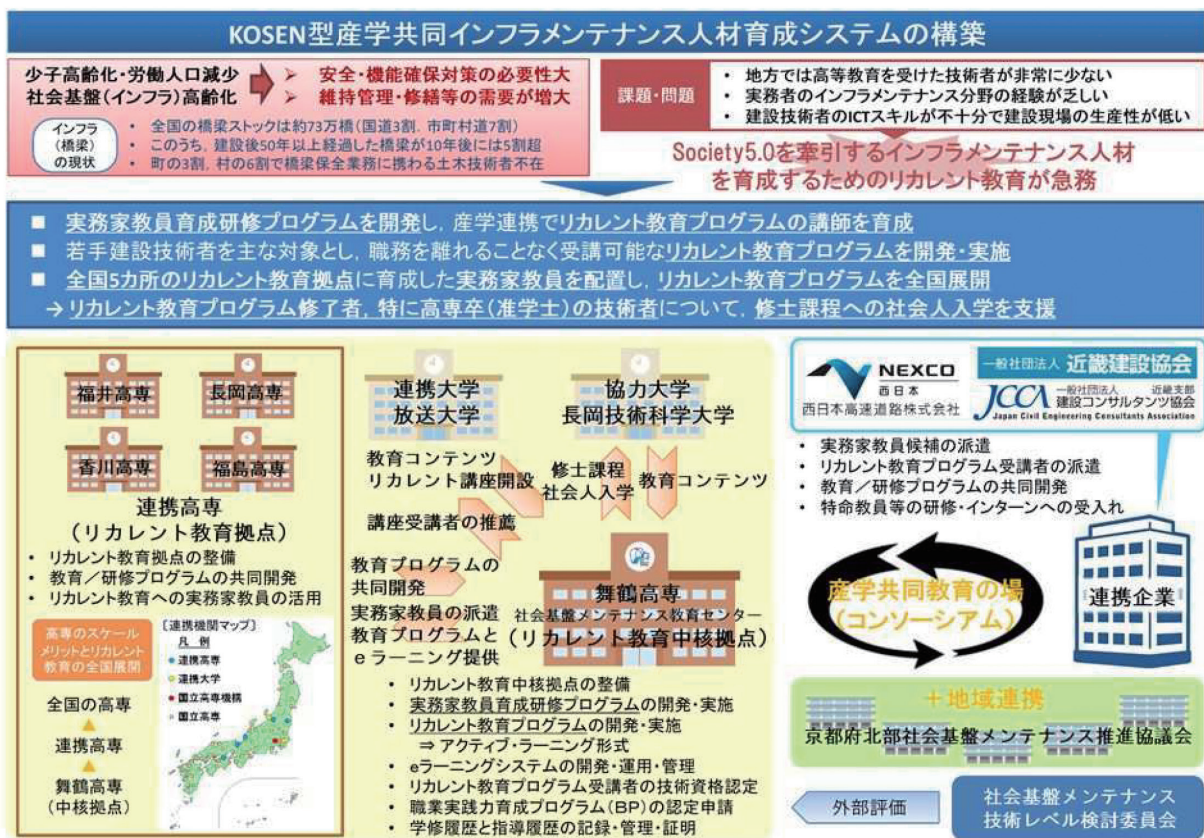 KOSEN型産学共同インフラメンテナンス人材育成システムの構築
少子高齢化・労働人口減少
社会基盤(インフラ)高齢化
➢ 安全・機能確保対策の必要性大
➢ 維持管理・修繕等の需要が増大
インフラ
(橋梁)
の現状
• 全国の橋梁ストックは約73万橋(国道3割、市町村道7割)
• このうち、建設後50年以上経過した橋梁が10年後には5割超
• 町の3割、村の6割で橋梁保全業務に携わる土木技術者不在
課題・問題
• 地方では高等教育を受けた技術者が非常に少ない
• 実務者のインフラメンテナンス分野の経験が乏しい
• 建設技術者のICTスキルが不十分で建設現場の生産性が低い
Society5.0を牽引するインフラメンテナンス人材
を育成するためのリカレント教育が急務
■ 実務家教員育成研修プログラムを開発し、産学連携でリカレント教育プログラムの講師を育成
■ 若手建設技術者を主な対象とし、職務を離れることなく受講可能なリカレント教育プログラムを開発・実施
■ 全国5カ所のリカレント教育拠点に育成した実務家教員を配置し、リカレント教育プログラムを全国展開
→リカレント教育プログラム修了者、特に高専卒(准学士)の技術者について、修士課程への社会人入学を支援
福井高専
長岡高専
香川高専
福島高専
連携高専
(リカレント教育拠点)
• リカレント教育拠点の整備
• 教育/研修プログラムの共同開発
• リカレント教育への実務家教員の活用
高専のスケール
メリットとリカレント
教育の全国展開
全国の高専
連携高専
舞鶴高専
(中核拠点)
〔連携機関マップ〕
凡 例
連携高専
連携大学
国立高専機構
国立高専
連携大学
放送大学
協力大学
長岡技術科学大学
教育コンテンツ
リカレント講座開設
修士課程
社会人入学
教育コンテンツ
講座受講者の推薦
教育プログラムの
共同開発
実務家教員の派遣
教育プログラムと
eラーニング提供
舞鶴高専
社会基盤メンテナンス教育センター
(リカレント教育中核拠点)
• リカレント教育中核拠点の整備
• 実務家教員育成研修プログラムの開発・実施
• リカレント教育プログラムの開発・実施
⇒ アクティブ・ラーニング形式
• eラーニングシステムの開発・運用・管理
• リカレント教育プログラム受講者の技術資格認定
• 職業実践力育成プログラム(BP)の認定申請
• 学修履歴と指導履歴の記録・管理・証明
NEXCO
西日本
西日本高速道路株式会社
一般社団法人 近畿建設協会
JCCA 一般社団法人 近畿支部
建設コンサルタンツ協会
Japan Civil Engineering Consultants Association
• 実務家教員候補の派遣
• リカレント教育プログラム受講者の派遣
• 教育/研修プログラムの共同開発
• 特命教員等の研修・インターンへの受入れ
産学共同教育の場
(コンソーシアム)
連携企業
+地域連携
京都府北部社会基盤メンテナンス推進協議会
外部評価
社会基盤メンテナンス
技術レベル検討委員会